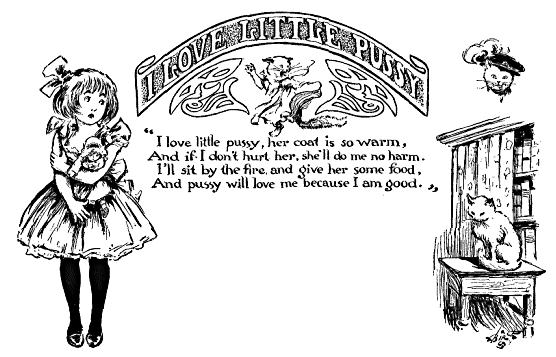 I LOVE LITTLE PUSSY
“I love little pussy, her coat is so warm,
And if I don't hurt her, she'll do me no harm.
I'll sit by the fire, and give her some food,
And pussy will love me because I am good.„